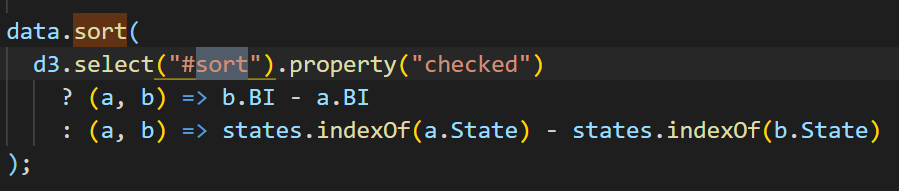 data.sort(
d3.select("#sort").property("checked")
? (a, b) => b.BI - a.BI
: (a, b) => states.indexOf(a.State) - states.indexOf(b.State)
);